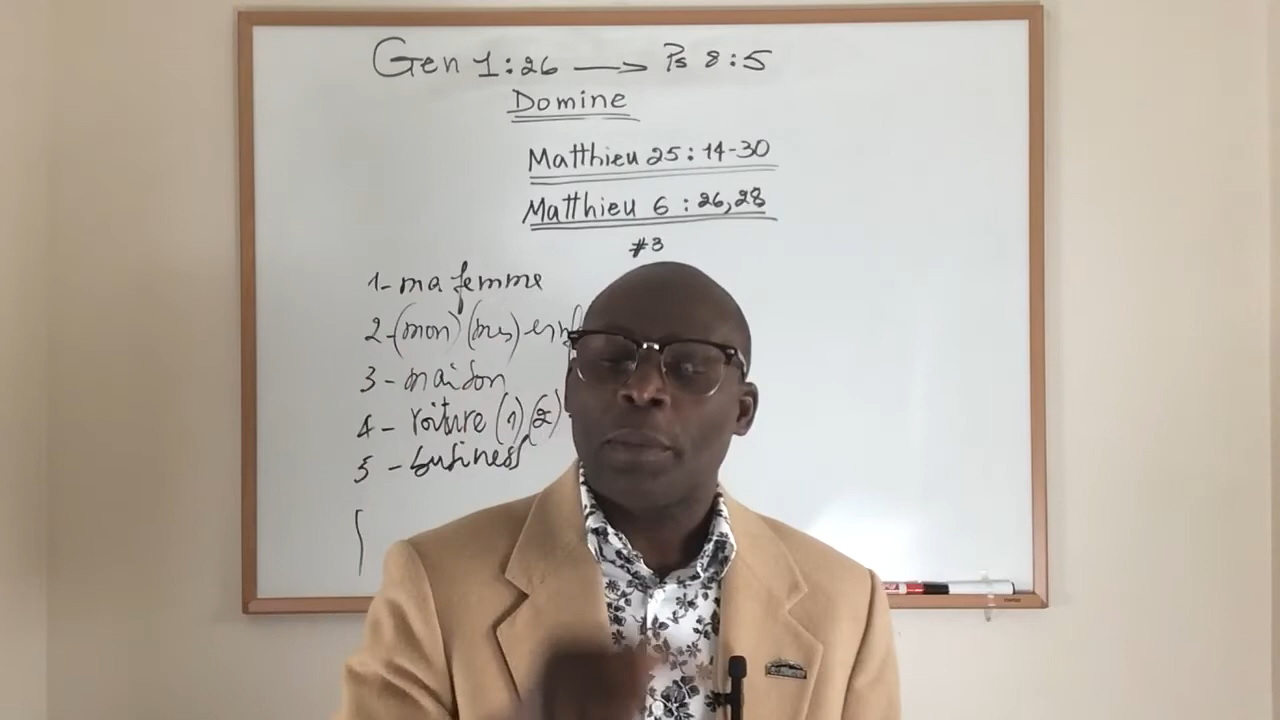 Gen 1:26 → Ps 8:5
Domine
Matthieu 25:14-30
Matthieu 6:26,28
#3
1- ma femme
2-(mon) (mes) enf
3- maison
4- voiture (1) (2)
5 - business